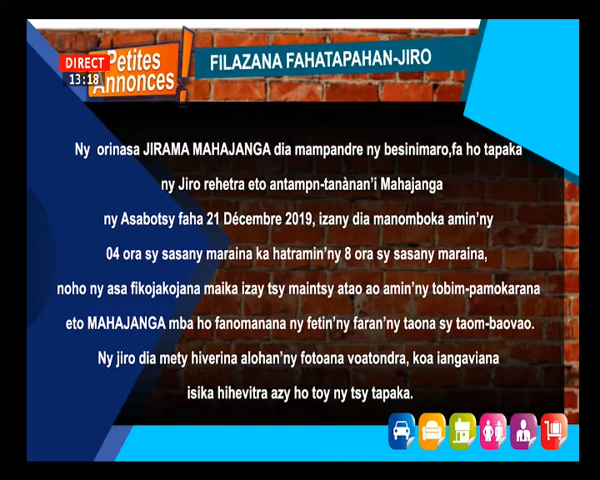 DIRECT
13:18
Petites
Annonces
FILAZANA FAHATAPAHAN-JIRO
Ny orinasa JIRAMA MAHAJANGA dia mampandre ny besinimaro,fa ho tapaka
ny Jiro rehetra eto antampn-tanànan'i Mahajanga
ny Asabotsy faha 21 Décembre 2019, izany dia manomboka amin'ny
04 ora sy sasany maraina ka hatramin'ny 8 ora sy sasany maraina,
noho ny asa fikojakojana maika izay tsy maintsy atao ao amin'ny tobim-pamokarana
eto MAHAJANGA mba ho fanomanana ny fetin'ny faran'ny taona sy taom-baovao.
Ny jiro dia mety hiverina alohan'ny fotoana voatondra, koa iangaviana
isika hihevitra azy ho toy ny tsy tapaka.